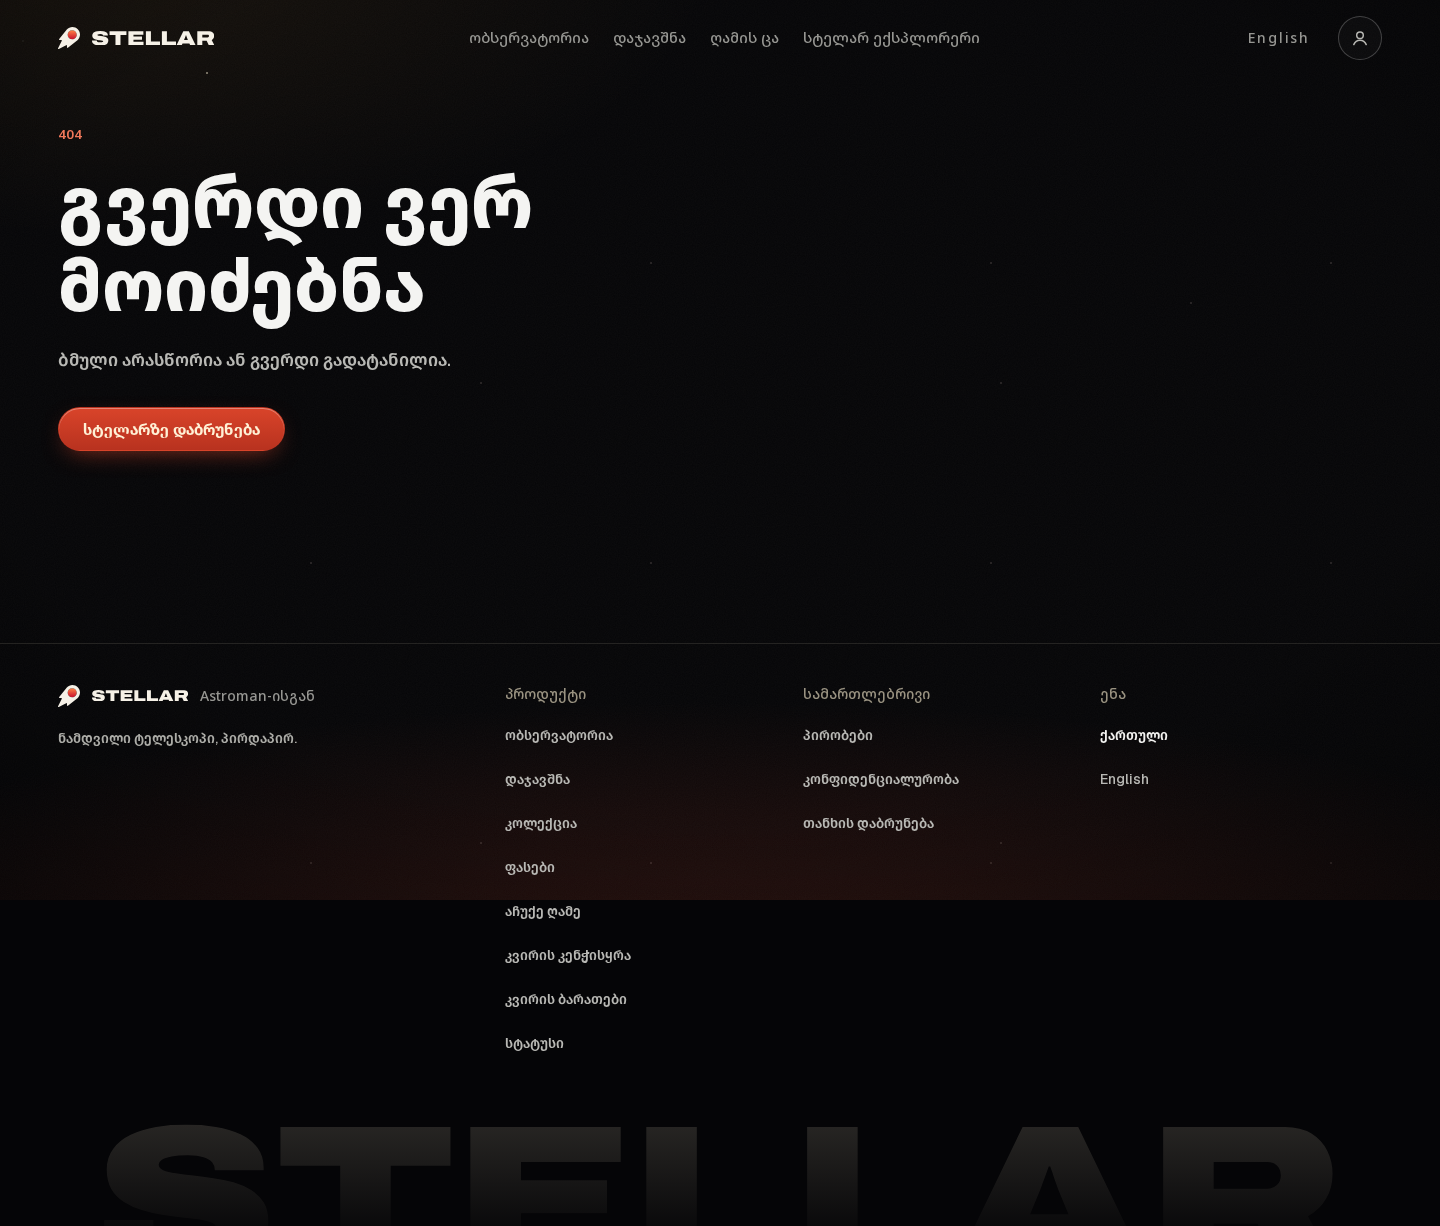 STELLAR
ობსერვატორია
დაჯავშნა
ღამის ცა
სტელარ ექსპლორერი
English
404
გვერდი ვერ
მოიძებნა
ბმული არასწორია ან გვერდი გადატანილია.
სტელარზე დაბრუნება
STELLAR Astroman-ისგან
ნამდვილი ტელესკოპი, პირდაპირ.
პროდუქტი
ობსერვატორია
დაჯავშნა
კოლექცია
ფასები
აჩუქე ღამე
კვირის კენჭისყრა
კვირის ბარათები
სტატუსი
სამართლებრივი
პირობები
კონფიდენციალურობა
თანხის დაბრუნება
ენა
ქართული
English
STELLAR